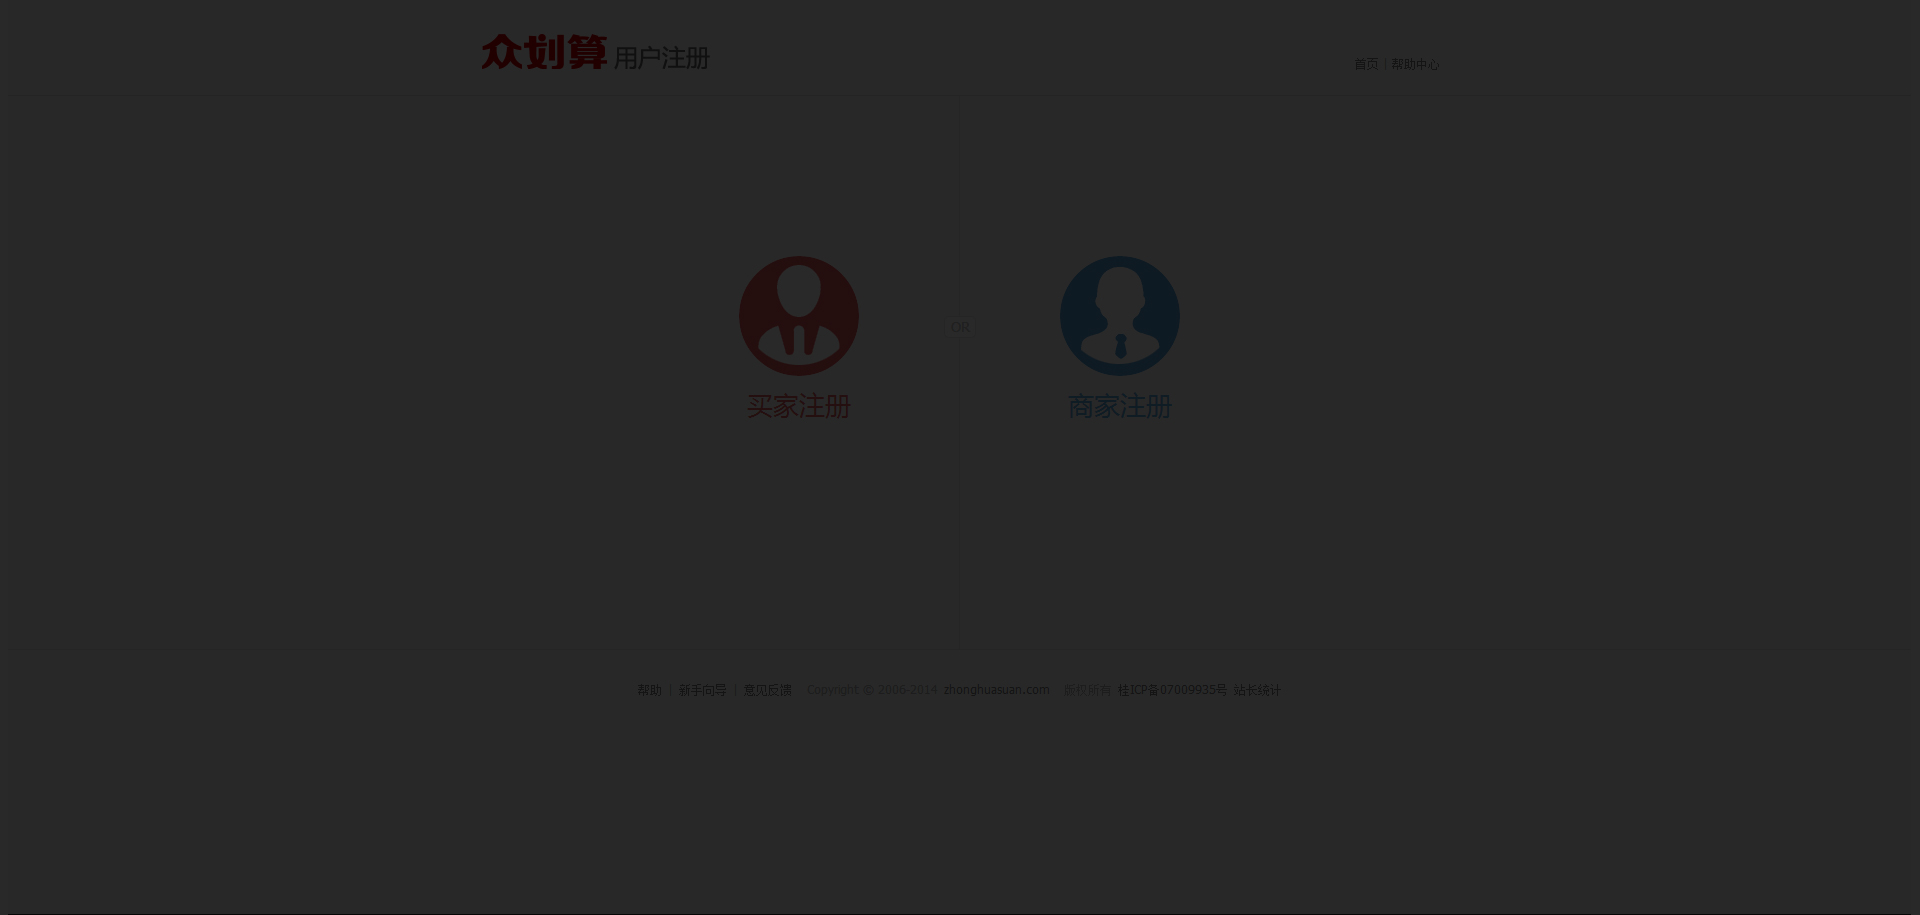 众划算 用户注册
首页 | 帮助中心
OR
买家注册
商家注册
帮助 | 新手向导 | 意见反馈 Copyright © 2006-2014 zhonghuasuan.com 版权所有 桂ICP备07009935号 站长统计